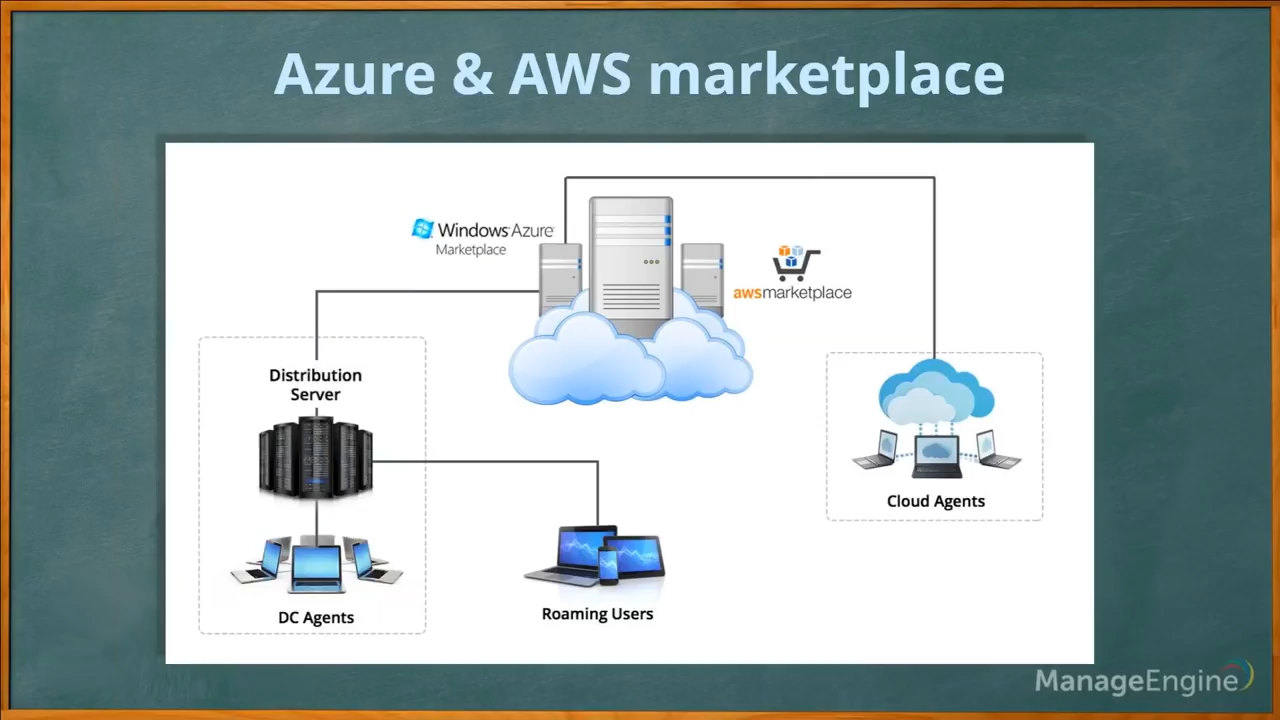 Azure & AWS marketplace
Windows Azure
Marketplace
awsmarketplace
Distribution
Server
Cloud Agents
DC Agents
Roaming Users
ManageEngine